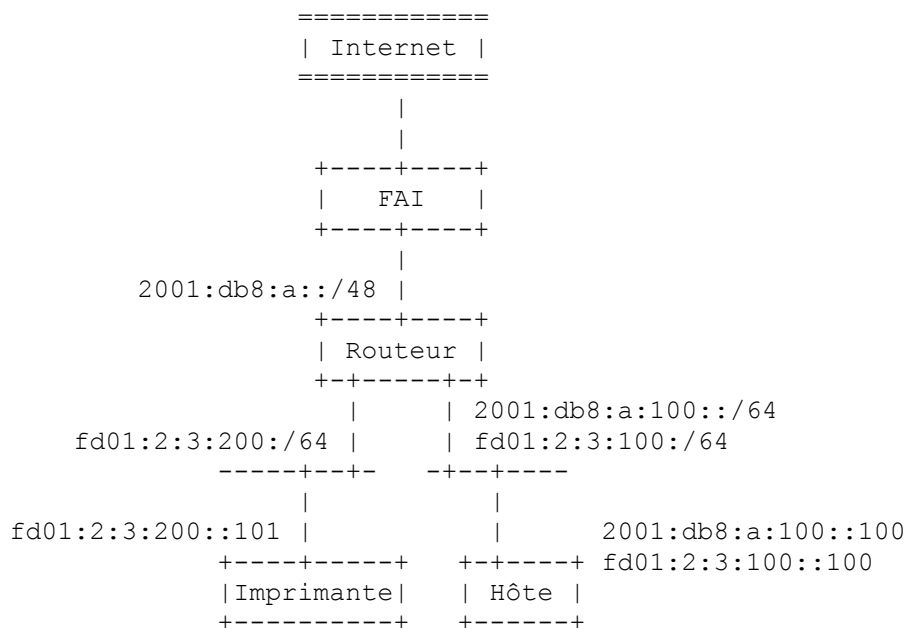 Internet
FAI
2001:db8:a::/48
Routeur
2001:db8:a:100::/64
fd01:2:3:200:/64 fd01:2:3:100:/64
fd01:2:3:200::101 2001:db8:a:100::100
fd01:2:3:100::100
Imprimante Hôte